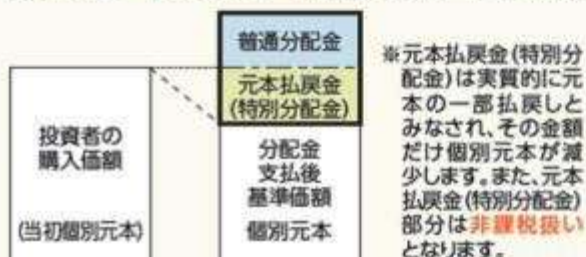 普通分配金
元本払戻金
(特別分配金)
投資者の
購入価額
(当初個別元本)
分配金
支払後
基準価額
個別元本
※元本払戻金(特別分
配金)は実質的に元
本の一部払戻しと
みなされ、その金額
だけ個別元本が減
少します。また、元本
払戻金(特別分配金)
部分は非課税扱い
となります。